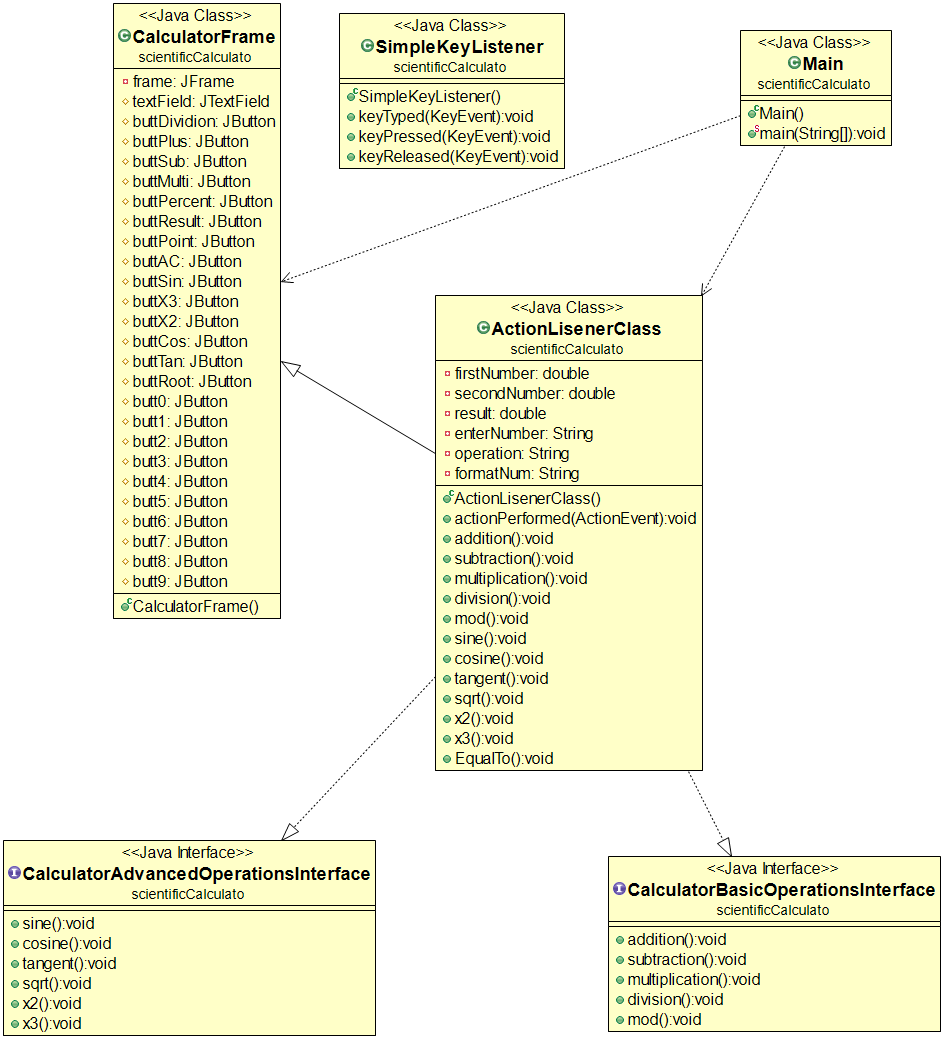 <<Java Class>>
CalculatorFrame
scientificCalculato
frame: JFrame
textField: JTextField
buttDividion: JButton
buttPlus: JButton
buttSub: JButton
buttMulti: JButton
buttPercent: JButton
buttResult: JButton
buttPoint: JButton
buttAC: JButton
buttSin: JButton
buttX3: JButton
buttX2: JButton
buttCos: JButton
buttTan: JButton
buttRoot: JButton
butt0: JButton
butt1: JButton
butt2: JButton
butt3: JButton
butt4: JButton
butt5: JButton
butt6: JButton
butt7: JButton
butt8: JButton
butt9: JButton
CalculatorFrame()
<<Java Class>>
SimpleKeyListener
scientificCalculato
SimpleKeyListener()
keyTyped(KeyEvent):void
keyPressed(KeyEvent):void
keyReleased(KeyEvent):void
<<Java Class>>
Main
scientificCalculato
Main()
main(String[]):void
<<Java Class>>
ActionLisenerClass
scientificCalculato
firstNumber: double
secondNumber: double
result: double
enterNumber: String
operation: String
formatNum: String
ActionLisenerClass()
actionPerformed(ActionEvent):void
addition():void
subtraction():void
multiplication():void
division():void
mod():void
sine():void
cosine():void
tangent():void
sqrt():void
x2():void
x3():void
EqualTo():void
<<Java Interface>>
CalculatorAdvancedOperationsInterface
scientificCalculato
sine():void
cosine():void
tangent():void
sqrt():void
x2():void
x3():void
<<Java Interface>>
CalculatorBasicOperationsInterface
scientificCalculato
addition():void
subtraction():void
multiplication():void
division():void
mod():void